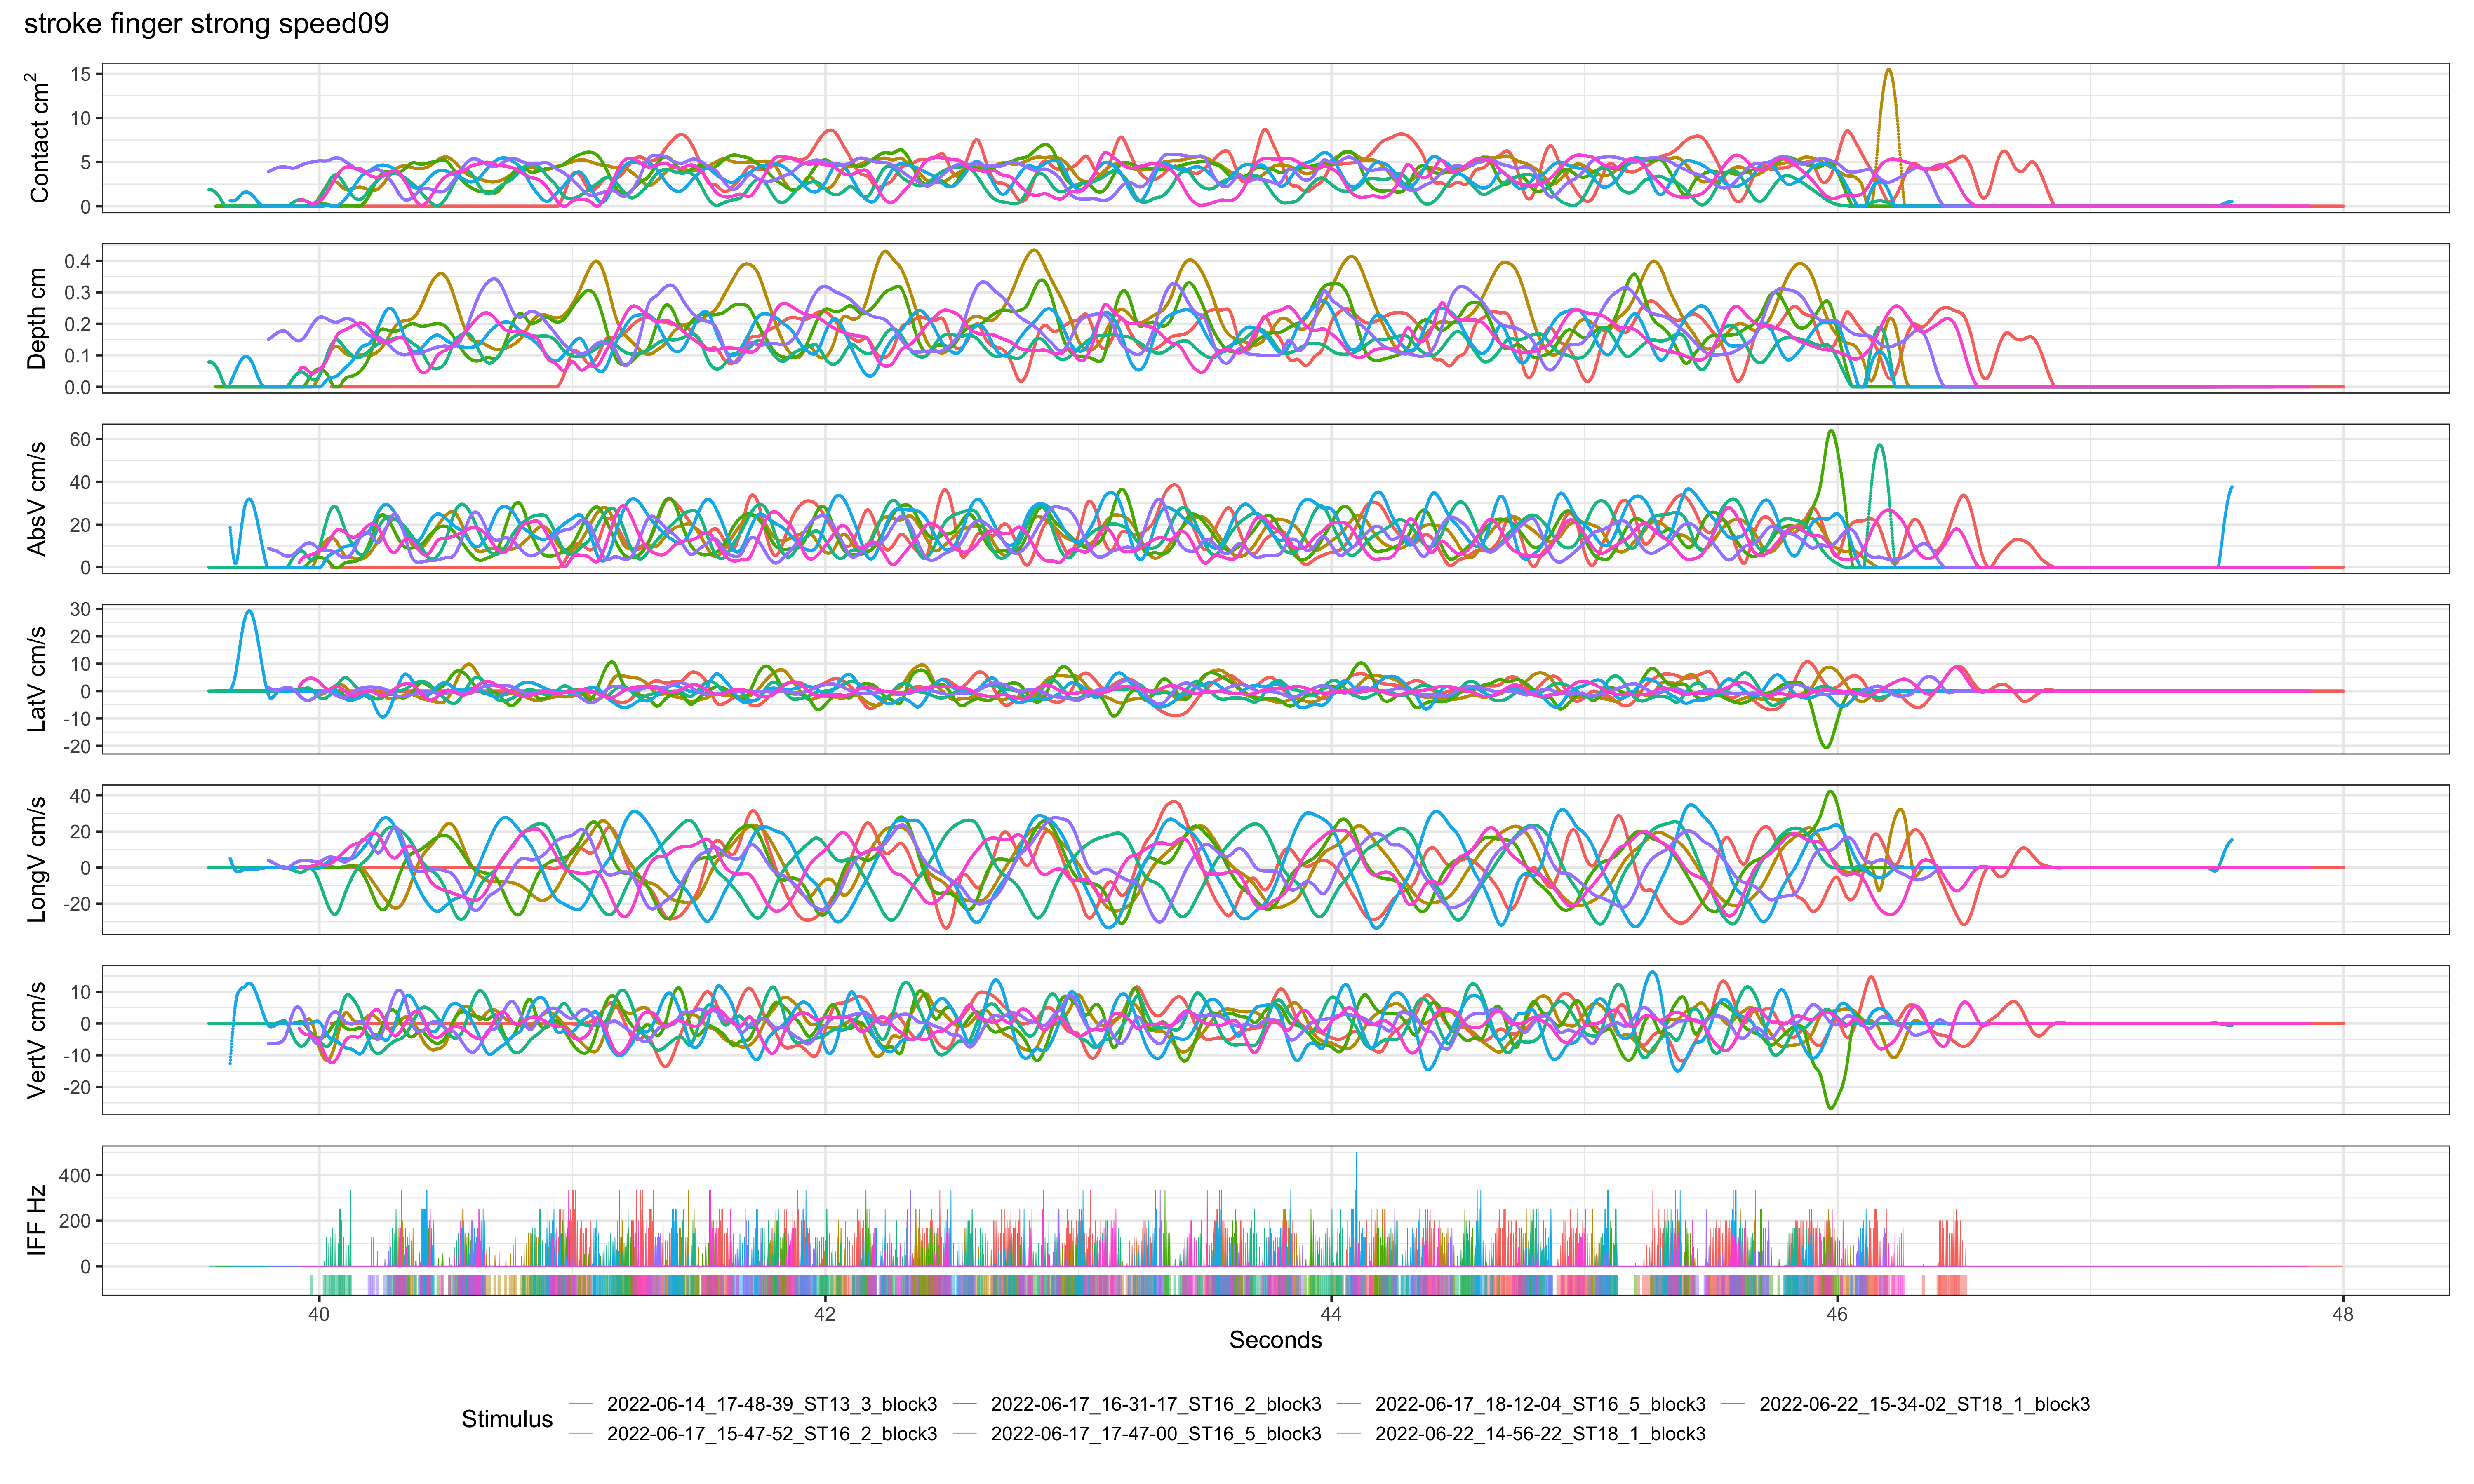 stroke finger strong speed09
Contact cm²
15
10
5
0
Depth cm
0.4
0.3
0.2
0.1
0.0
AbsV cm/s
60
40
20
0
LatV cm/s
30
20
10
0
-10
-20
LongV cm/s
40
20
0
-20
VertV cm/s
10
0
-10
-20
IFF Hz
400
200
0
40 42 44 46 48
Seconds
Stimulus
2022-06-14_17-48-39_ST13_3_block3 2022-06-17_16-31-17_ST16_2_block3 2022-06-17_18-12-04_ST16_5_block3 2022-06-22_15-34-02_ST18_1_block3
2022-06-17_15-47-52_ST16_2_block3 2022-06-17_17-47-00_ST16_5_block3 2022-06-22_14-56-22_ST18_1_block3